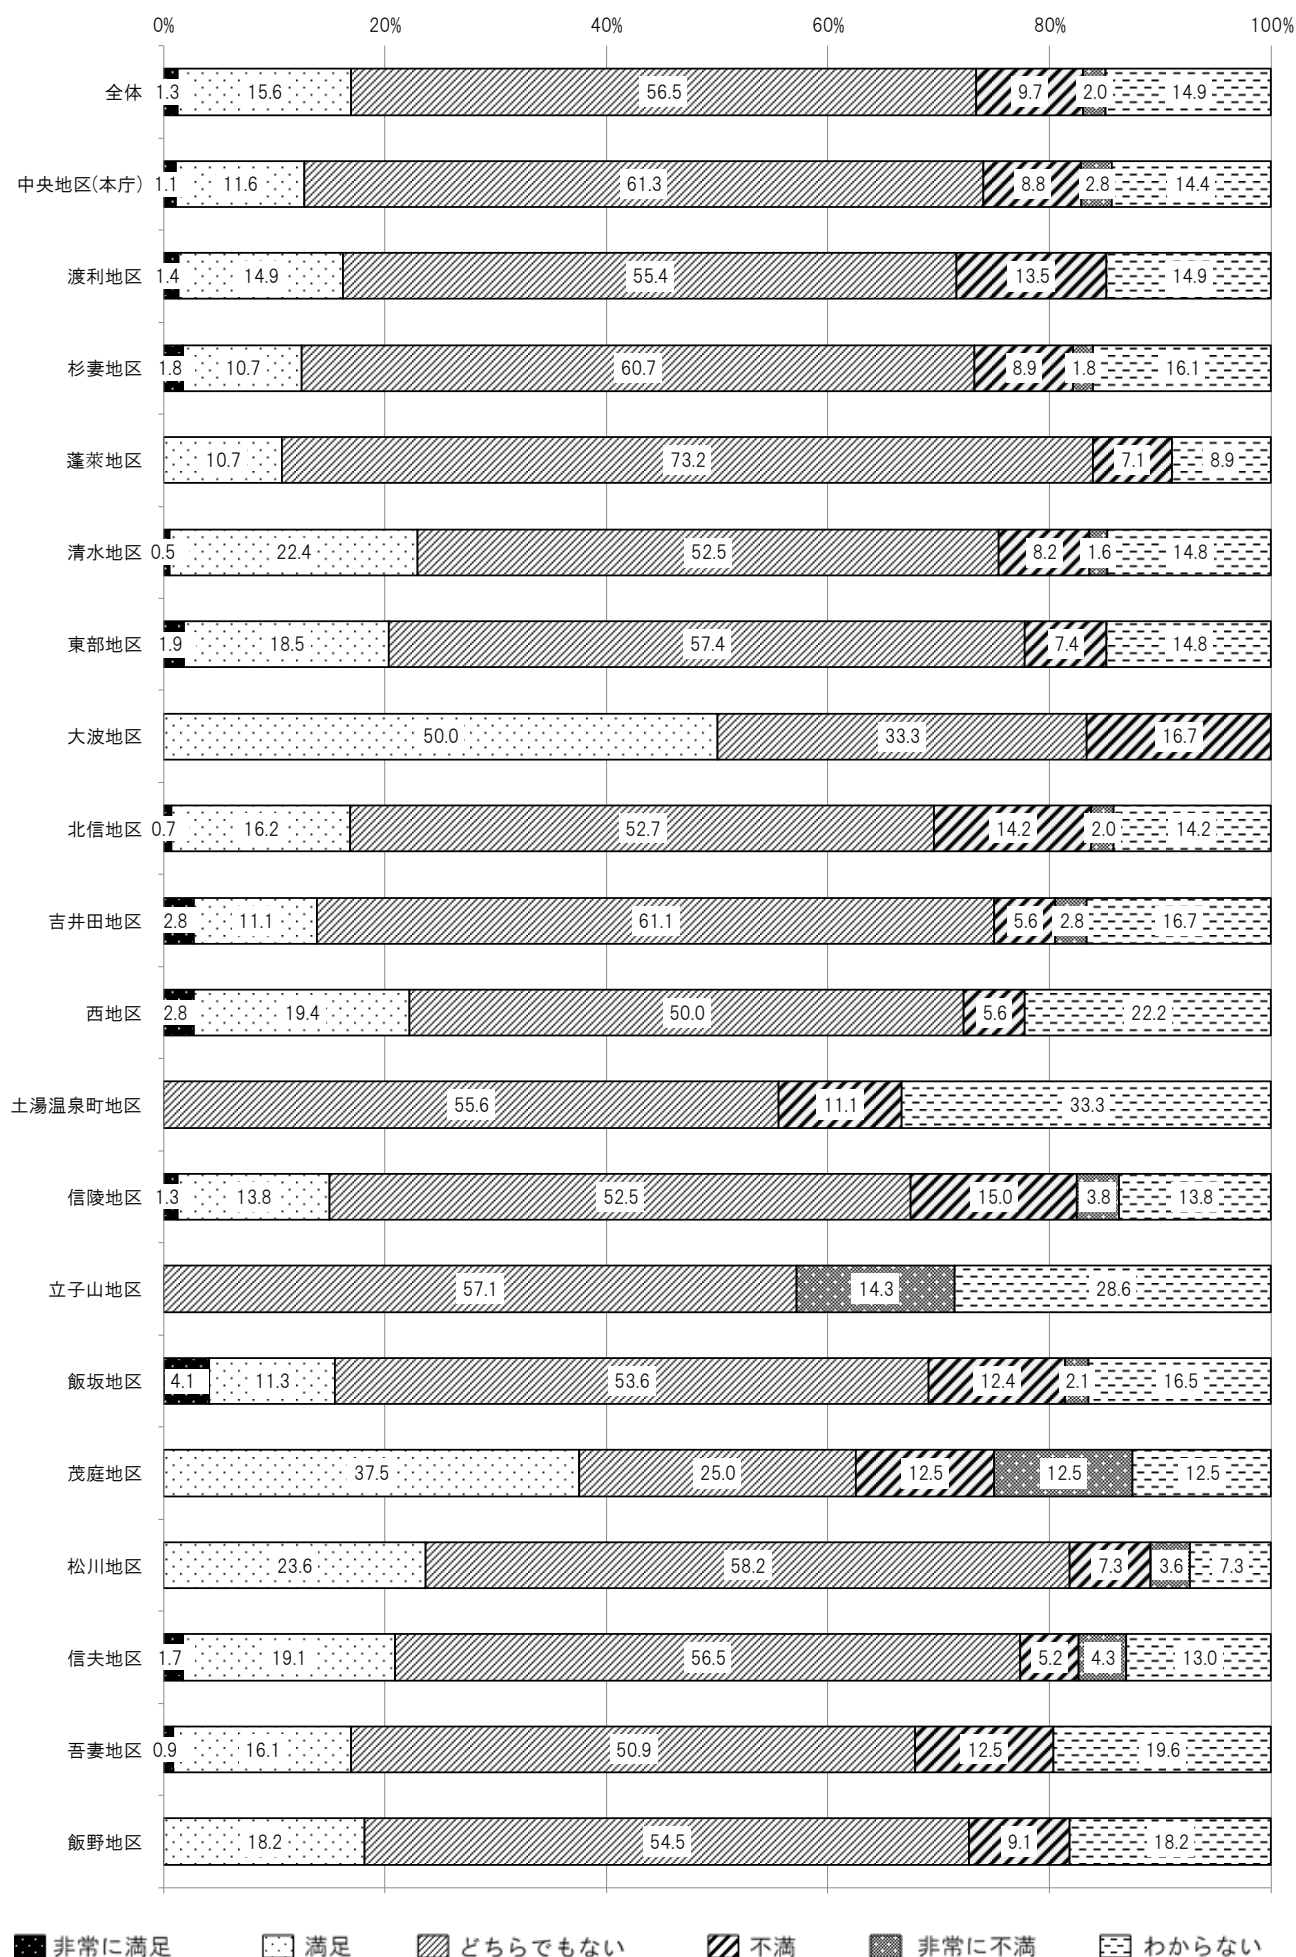 0% 20% 40% 60% 80% 100%
全体 1.3 15.6 56.5 9.7 2.0 14.9
中央地区(本庁) 1.1 11.6 61.3 8.8 2.8 14.4
渡利地区 1.4 14.9 55.4 13.5 14.9
杉妻地区 1.8 10.7 60.7 8.9 1.8 16.1
蓬萊地区 10.7 73.2 7.1 8.9
清水地区 0.5 22.4 52.5 8.2 1.6 14.8
東部地区 1.9 18.5 57.4 7.4 14.8
大波地区 50.0 33.3 16.7
北信地区 0.7 16.2 52.7 14.2 2.0 14.2
吉井田地区 2.8 11.1 61.1 5.6 2.8 16.7
西地区 2.8 19.4 50.0 5.6 22.2
土湯温泉町地区 55.6 11.1 33.3
信陵地区 1.3 13.8 52.5 15.0 3.8 13.8
立子山地区 57.1 14.3 28.6
飯坂地区 4.1 11.3 53.6 12.4 2.1 16.5
茂庭地区 37.5 25.0 12.5 12.5 12.5
松川地区 23.6 58.2 7.3 3.6 7.3
信夫地区 1.7 19.1 56.5 5.2 4.3 13.0
吾妻地区 0.9 16.1 50.9 12.5 19.6
飯野地区 18.2 54.5 9.1 18.2
非常に満足 満足 どちらでもない 不満 非常に不満 わからない